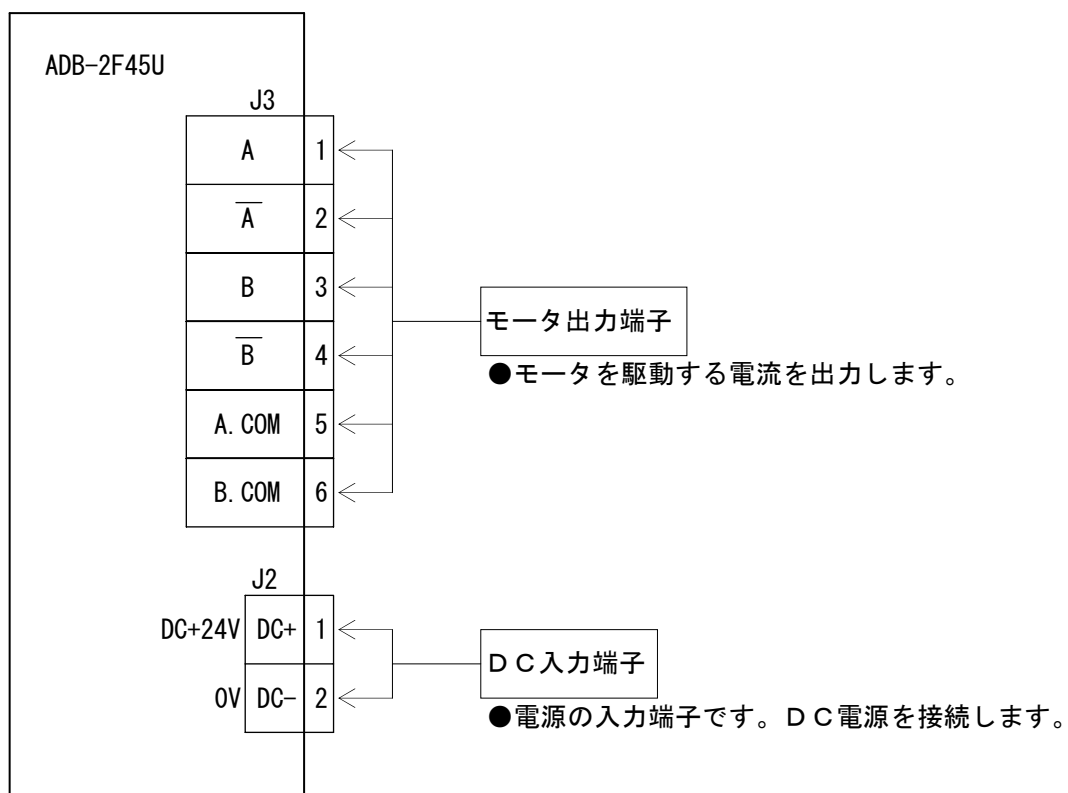 ADB-2F45U
J3
A 1
A̅ 2
B 3
B̅ 4
A.COM 5
B.COM 6
モータ出力端子
●モータを駆動する電流を出力します。
J2
DC+24V DC+ 1
0V DC- 2
DC入力端子
●電源の入力端子です。DC電源を接続します。